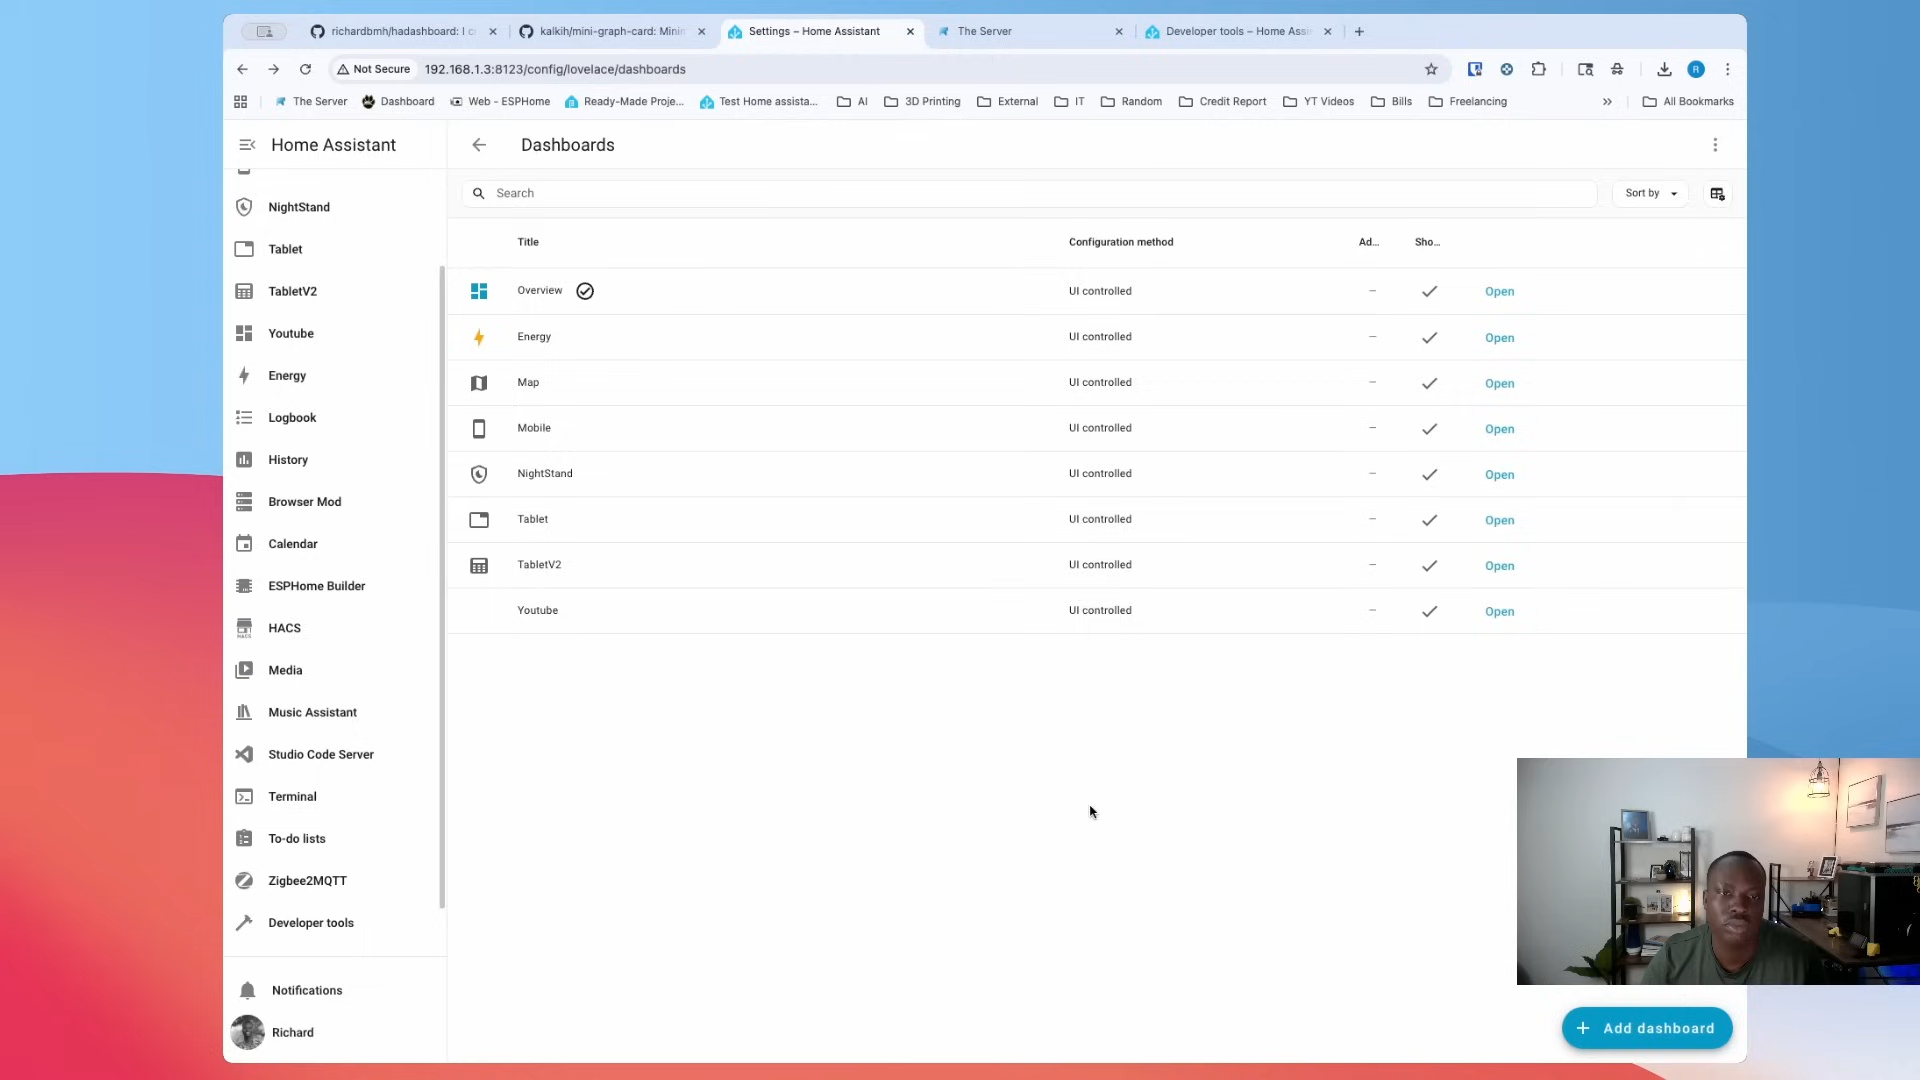 richardbmh/hadashboard: I c
kalkih/mini-graph-card: Minim
Settings – Home Assistant
The Server
Developer tools – Home Assis
Not Secure
192.168.1.3:8123/config/lovelace/dashboards
R
The Server
Dashboard
Web - ESPHome
Ready-Made Proje...
Test Home assista...
AI
3D Printing
External
IT
Random
Credit Report
YT Videos
Bills
Freelancing
All Bookmarks
Home Assistant
Dashboards
Search
Sort by
Title
Configuration method
Ad...
Sho...
Overview
UI controlled
–
Open
Energy
UI controlled
–
Open
Map
UI controlled
–
Open
Mobile
UI controlled
–
Open
NightStand
UI controlled
–
Open
Tablet
UI controlled
–
Open
TabletV2
UI controlled
–
Open
Youtube
UI controlled
–
Open
NightStand
Tablet
TabletV2
Youtube
Energy
Logbook
History
Browser Mod
Calendar
ESPHome Builder
HACS
HACS
Media
Music Assistant
Studio Code Server
Terminal
To-do lists
Zigbee2MQTT
Developer tools
Notifications
Richard
+ Add dashboard